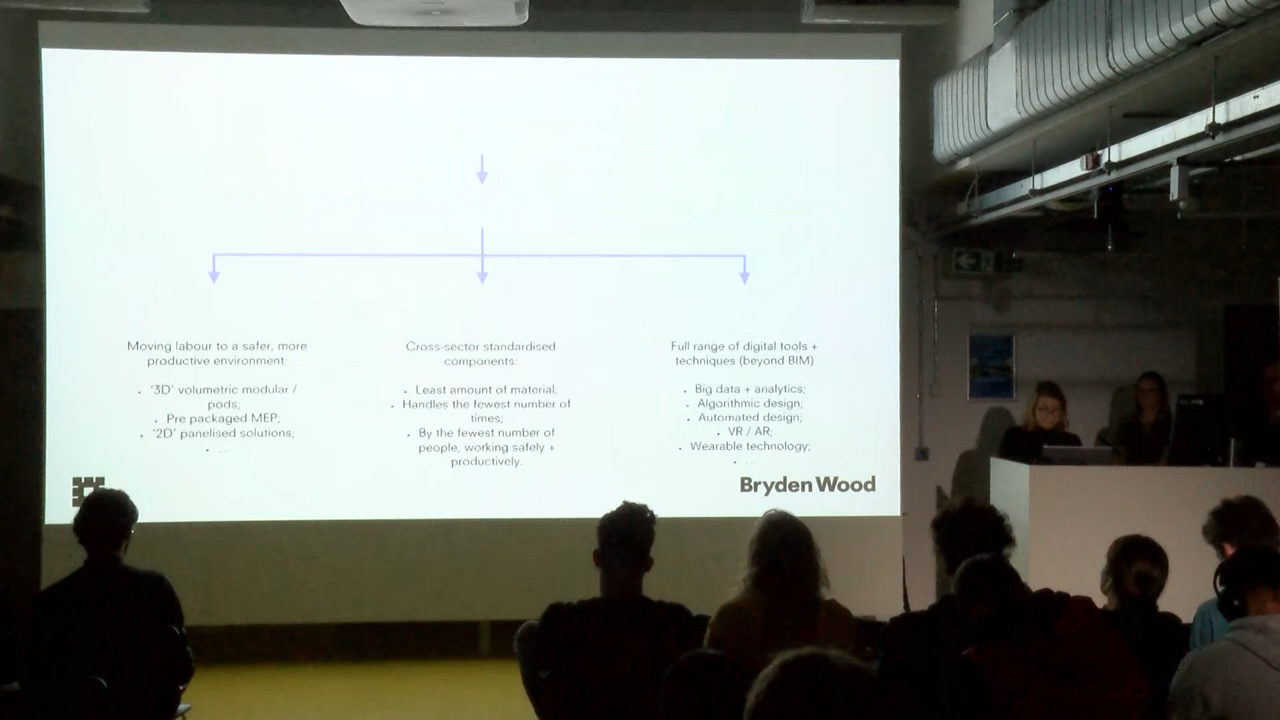 Moving labour to a safer, more
productive environment:
. '3D' volumetric modular /
pods;
. Pre packaged MEP;
. '2D' panelised solutions;
. ...
Cross-sector standardised
components:
. Least amount of material;
. Handles the fewest number of
times;
. By the fewest number of
people, working safely +
productively.
Full range of digital tools +
techniques (beyond BIM)
. Big data + analytics;
. Algorithmic design;
. Automated design;
. VR / AR;
. Wearable technology;
. ...
Bryden Wood